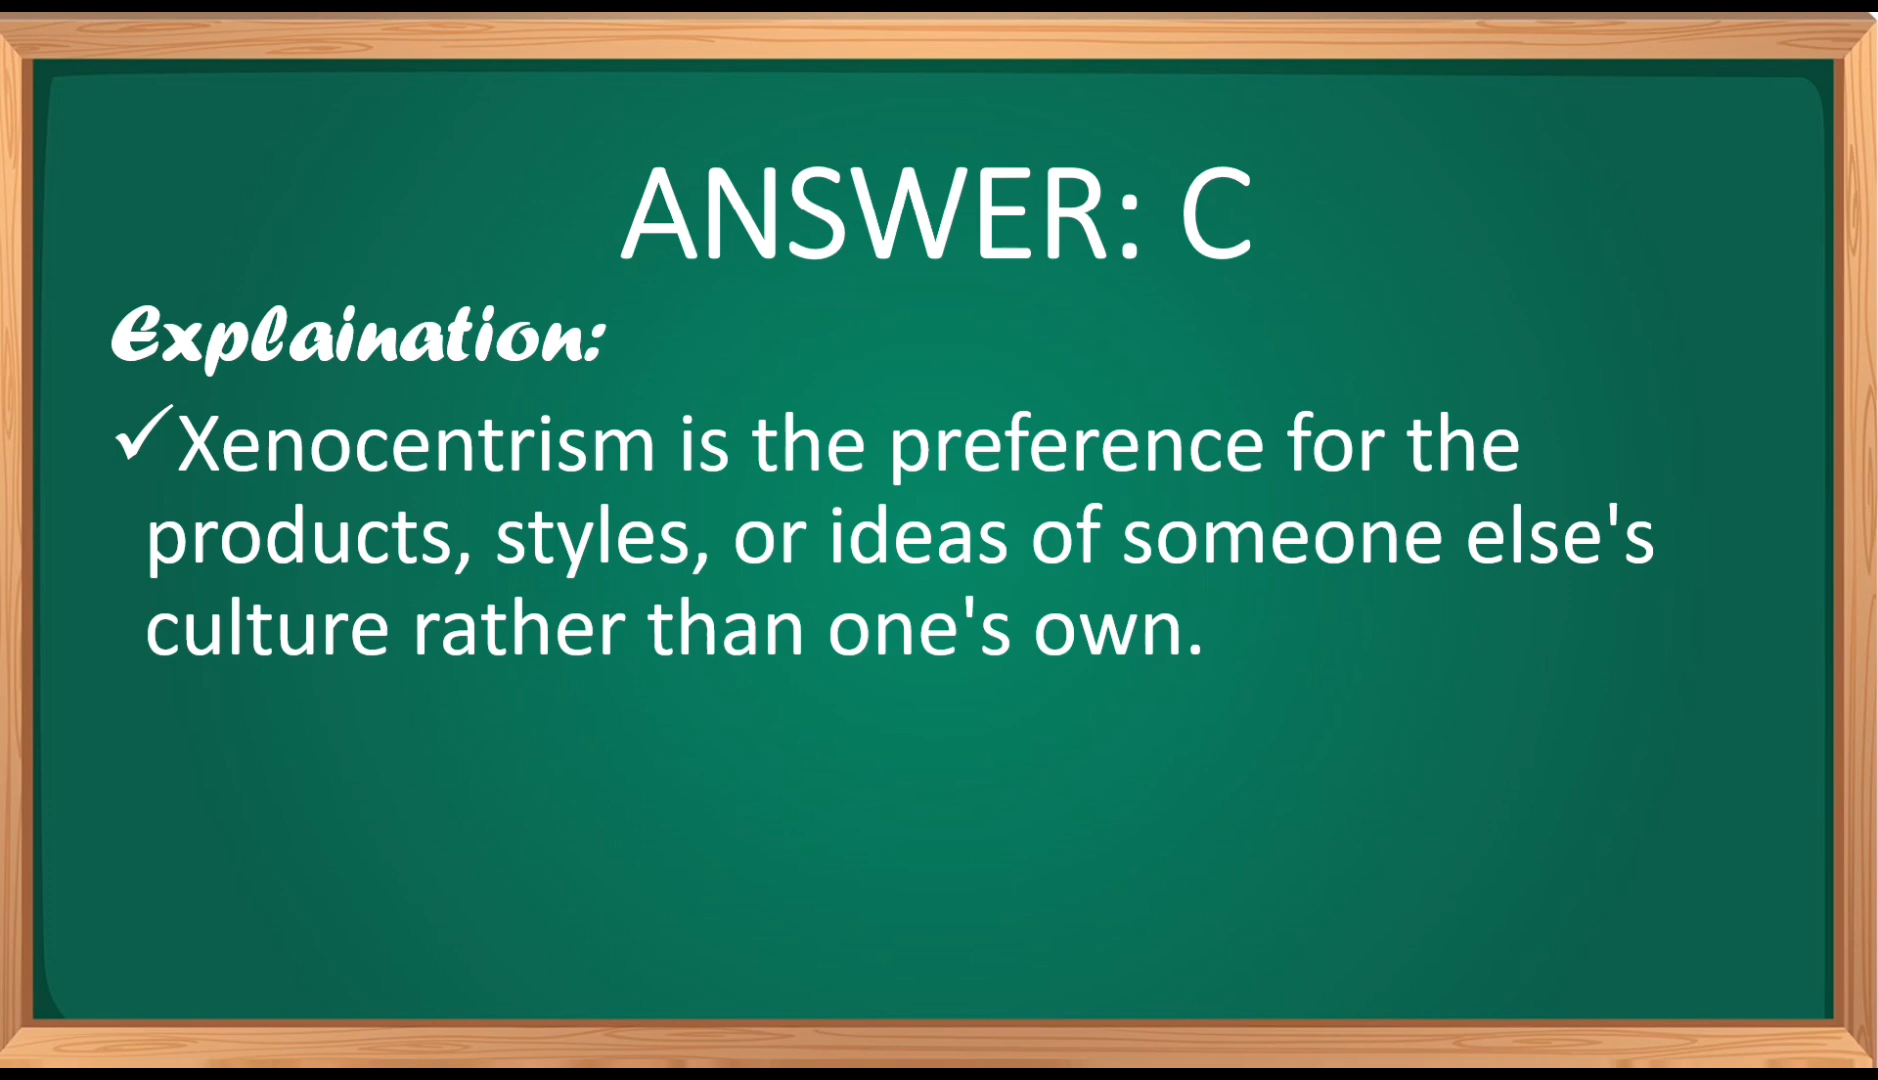 ANSWER: C
Explaination:
✓Xenocentrism is the preference for the
products, styles, or ideas of someone else's
culture rather than one's own.